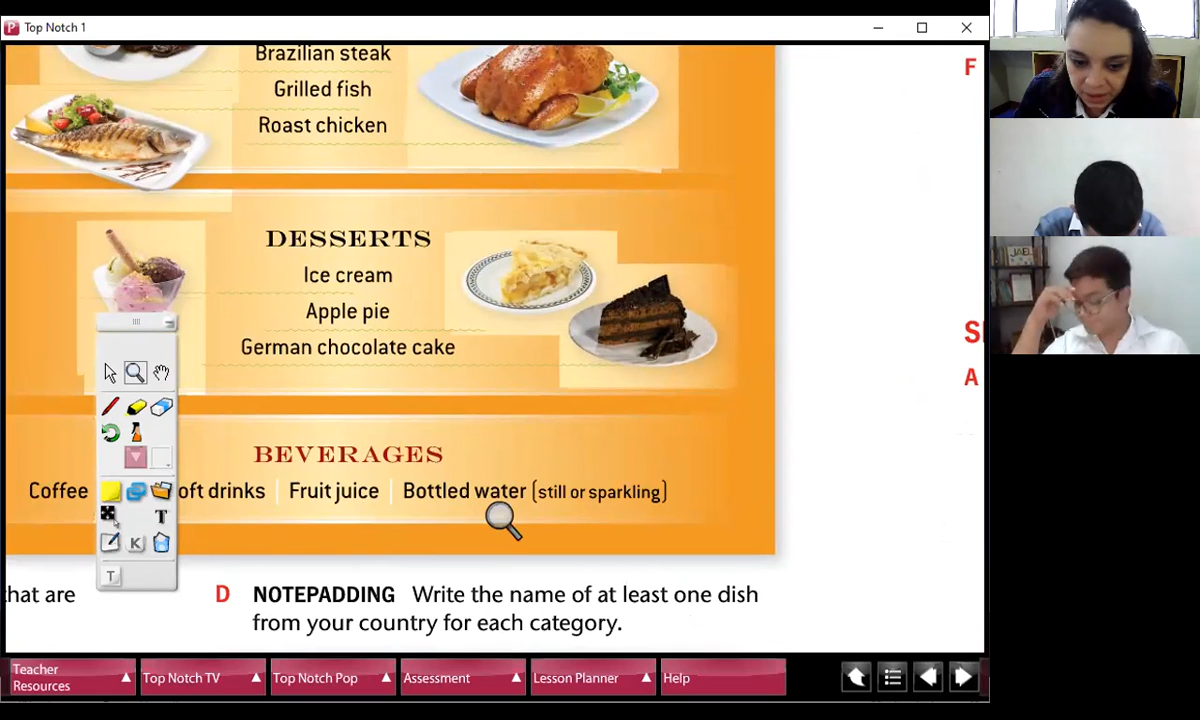 Top Notch 1
Brazilian steak
Grilled fish
Roast chicken
DESSERTS
Ice cream
Apple pie
German chocolate cake
BEVERAGES
Coffee oft drinks Fruit juice Bottled water (still or sparkling)
hat are
D NOTEPADDING Write the name of at least one dish
from your country for each category.
F
A
T
K
T
JAEL
Teacher
Resources
Top Notch TV
Top Notch Pop
Assessment
Lesson Planner
Help